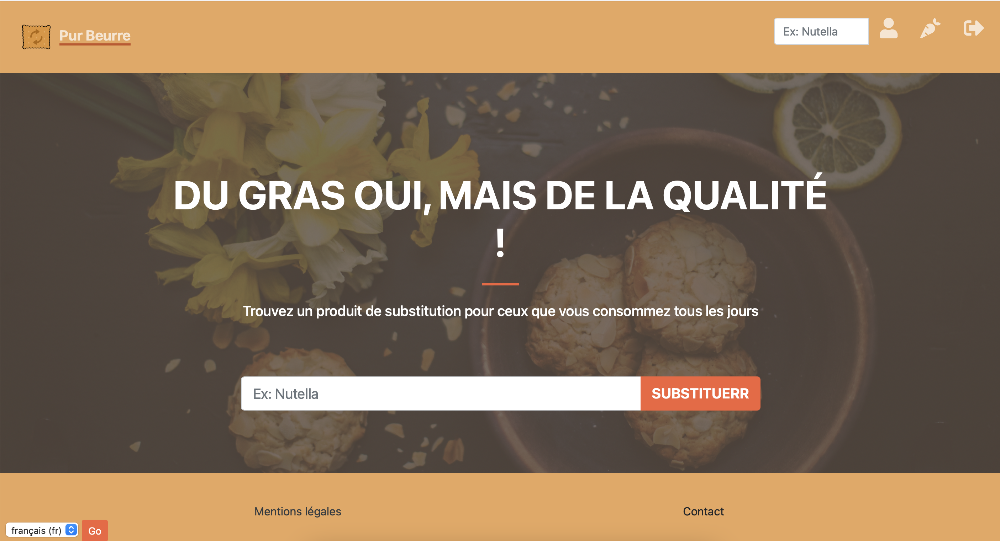 Pur Beurre
Ex: Nutella
DU GRAS OUI, MAIS DE LA QUALITÉ
!
Trouvez un produit de substitution pour ceux que vous consommez tous les jours
Ex: Nutella
SUBSTITUERR
Mentions légales
Contact
français (fr)
Go